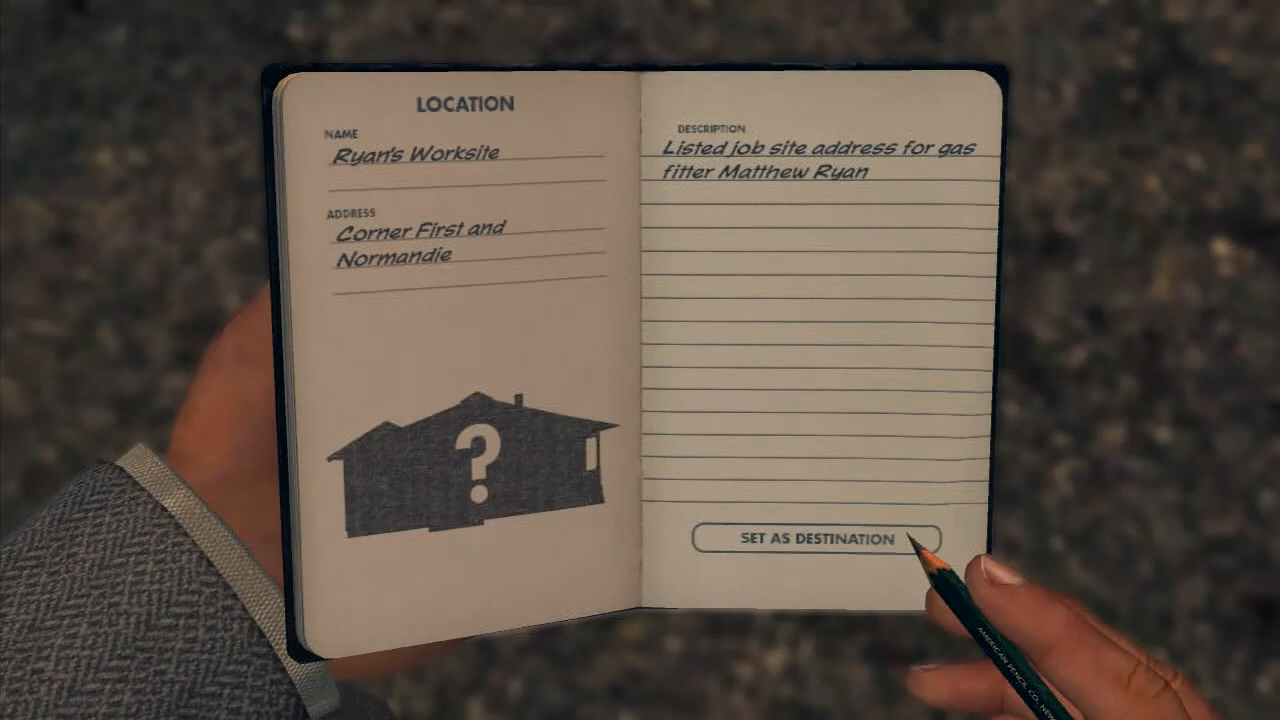 LOCATION
NAME
Ryan's Worksite
ADDRESS
Corner First and
Normandie
?
DESCRIPTION
Listed job site address for gas
fitter Matthew Ryan
SET AS DESTINATION
AMERICAN PENCIL CO. NEW